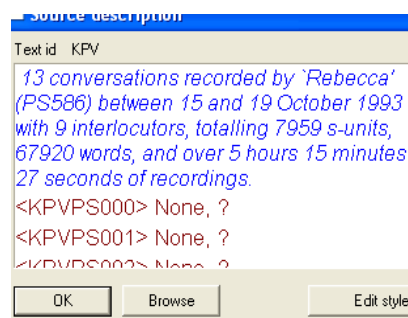 Source description
Text id KPV
13 conversations recorded by `Rebecca'
(PS586) between 15 and 19 October 1993
with 9 interlocutors, totalling 7959 s-units,
67920 words, and over 5 hours 15 minutes
27 seconds of recordings.
<KPVPS000> None, ?
<KPVPS001> None, ?
<KPVPS002> None, ?
OK Browse Edit style